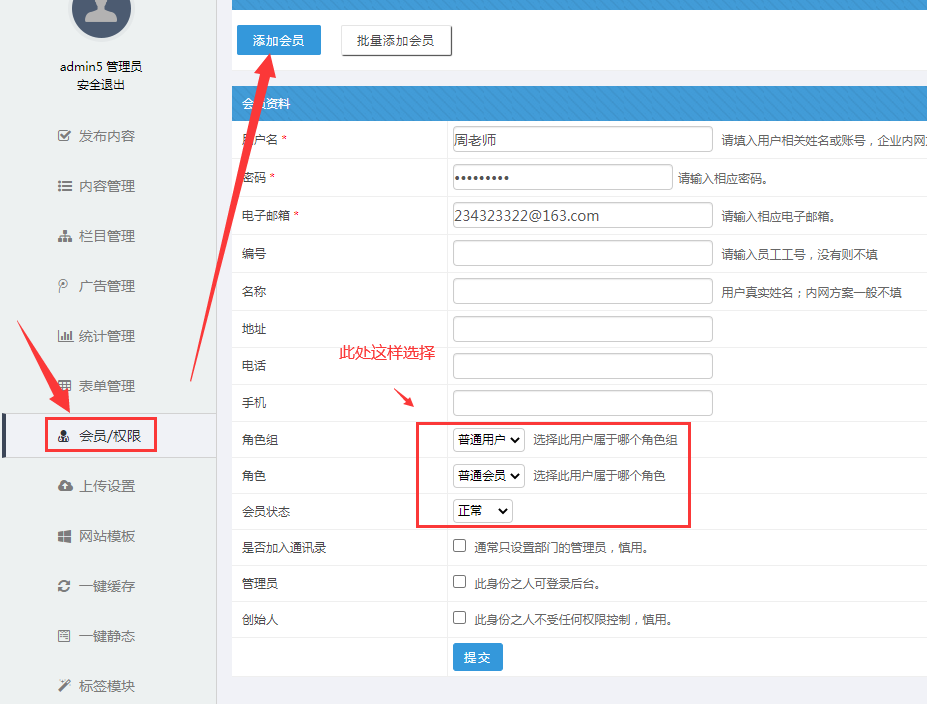 admin5 管理员
安全退出
发布内容
内容管理
栏目管理
广告管理
统计管理
表单管理
会员/权限
上传设置
网站模板
一键缓存
一键静态
标签模块
添加会员
批量添加会员
会员资料
用户名 * 周老师 请填入用户相关姓名或账号，企业内网
密码 * ••••••••• 请输入相应密码。
电子邮箱 * 234323322@163.com 请输入相应电子邮箱。
编号 请输入员工工号，没有则不填
名称 用户真实姓名；内网方案一般不填
地址
此处这样选择
电话
手机
角色组 普通用户 选择此用户属于哪个角色组
角色 普通会员 选择此用户属于哪个角色
会员状态 正常
是否加入通讯录 通常只设置部门的管理员，慎用。
管理员 此身份之人可登录后台。
创始人 此身份之人不受任何权限控制，慎用。
提交